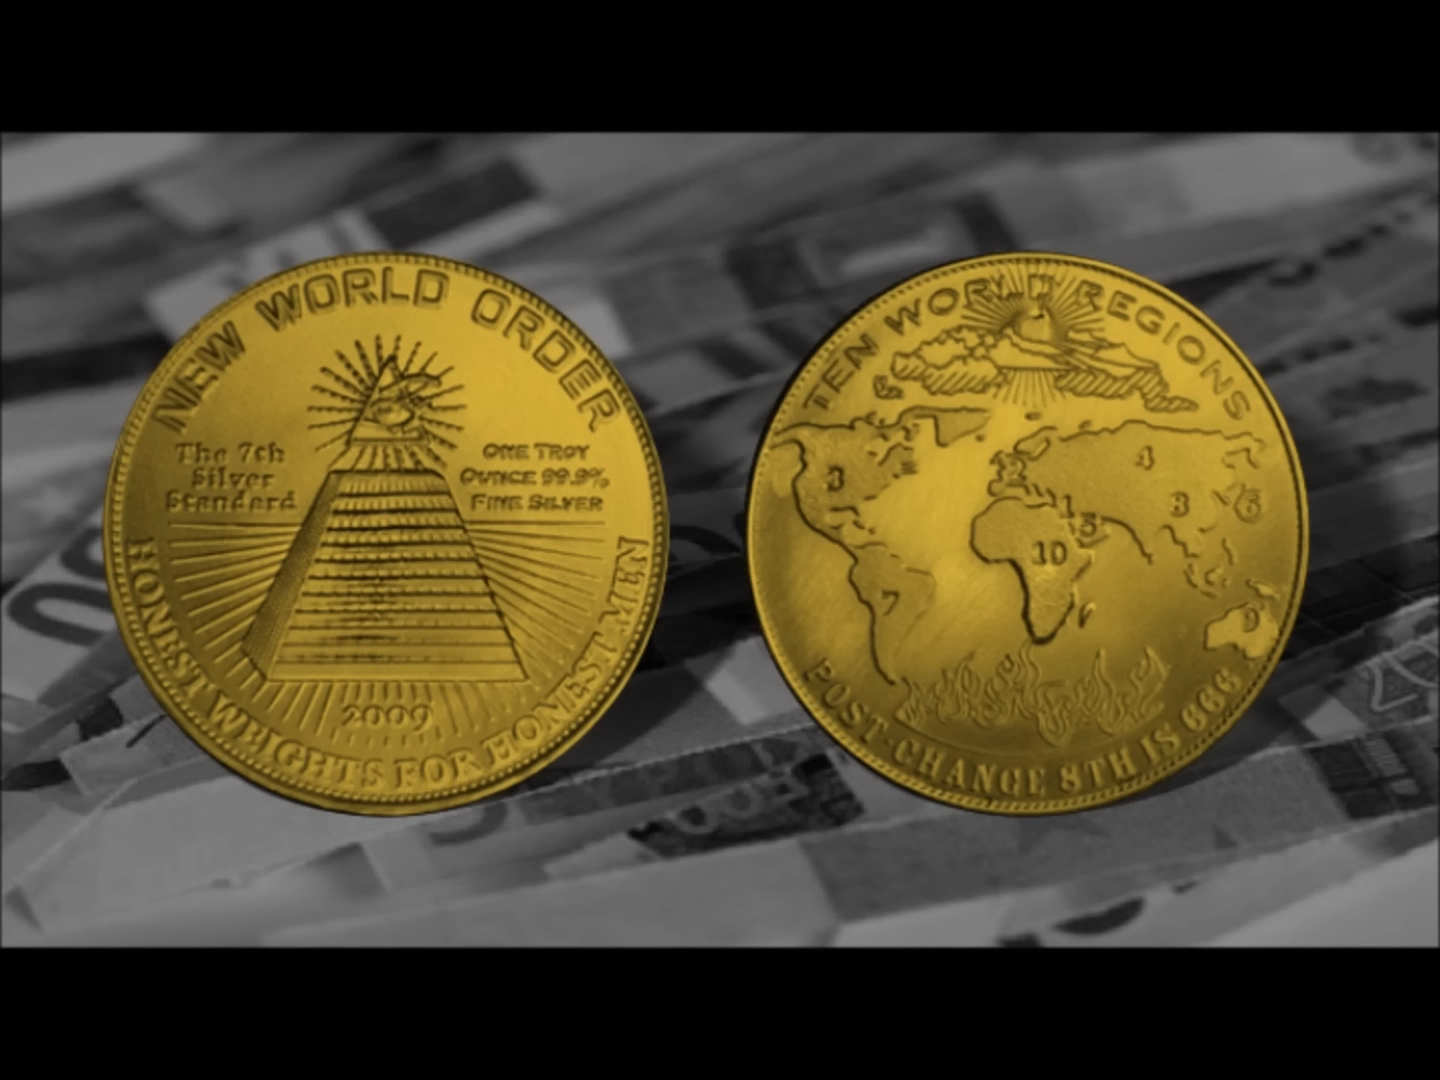 NEW WORLD ORDER
The 7th
Silver
Standard
ONE TROY
OUNCE 99.9%
FINE SILVER
2009
HONEST WEIGHTS FOR HONEST MEN
TEN WORLD REGIONS
3
4
8
6
1
5
10
7
9
POST-CHANGE 8TH IS 666